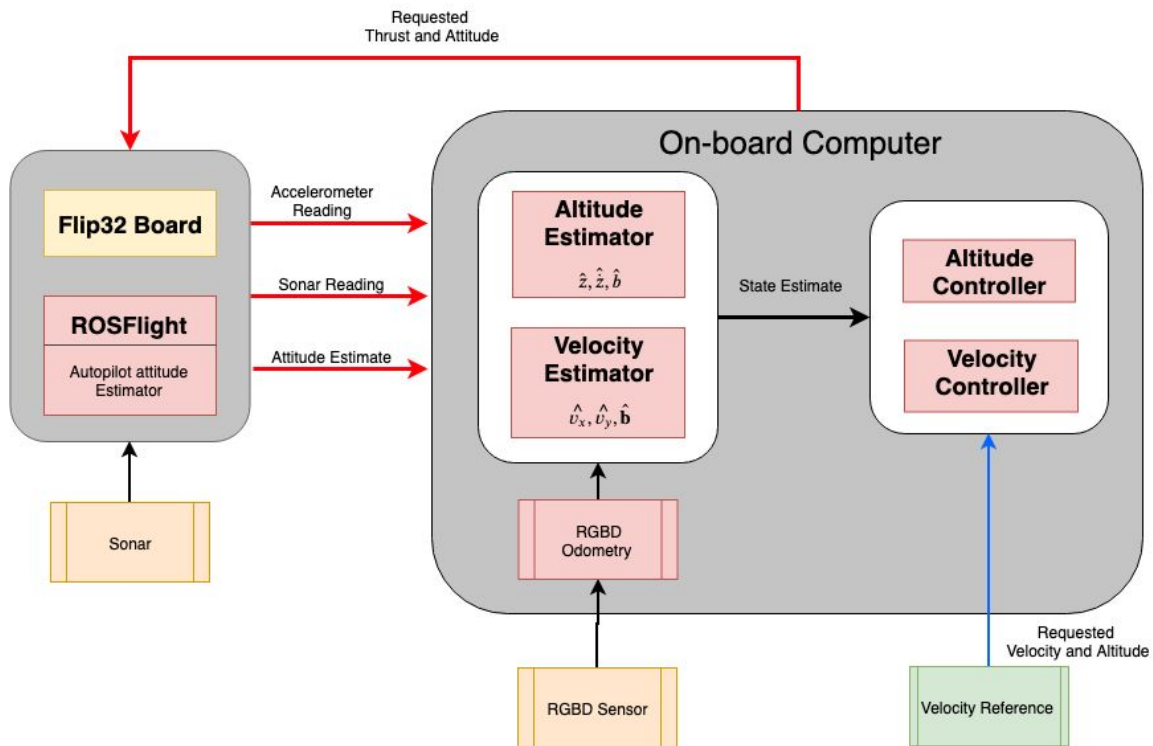 Requested
Thrust and Attitude
On-board Computer
Flip32 Board
ROSFlight
Autopilot attitude
Estimator
Accelerometer
Reading
Sonar Reading
Attitude Estimate
Altitude
Estimator
ẑ, ż̂, b̂
Velocity
Estimator
v̂ₓ, v̂ᵧ, 𝐛̂
State Estimate
Altitude
Controller
Velocity
Controller
Sonar
RGBD
Odometry
RGBD Sensor
Requested
Velocity and Altitude
Velocity Reference